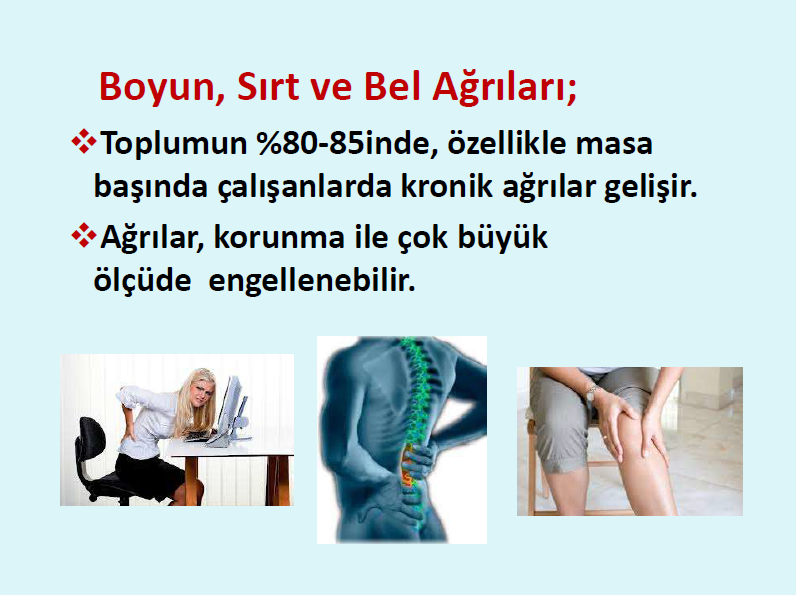 Boyun, Sırt ve Bel Ağrıları;
❖Toplumun %80-85inde, özellikle masa
başında çalışanlarda kronik ağrılar gelişir.
❖Ağrılar, korunma ile çok büyük
ölçüde  engellenebilir.